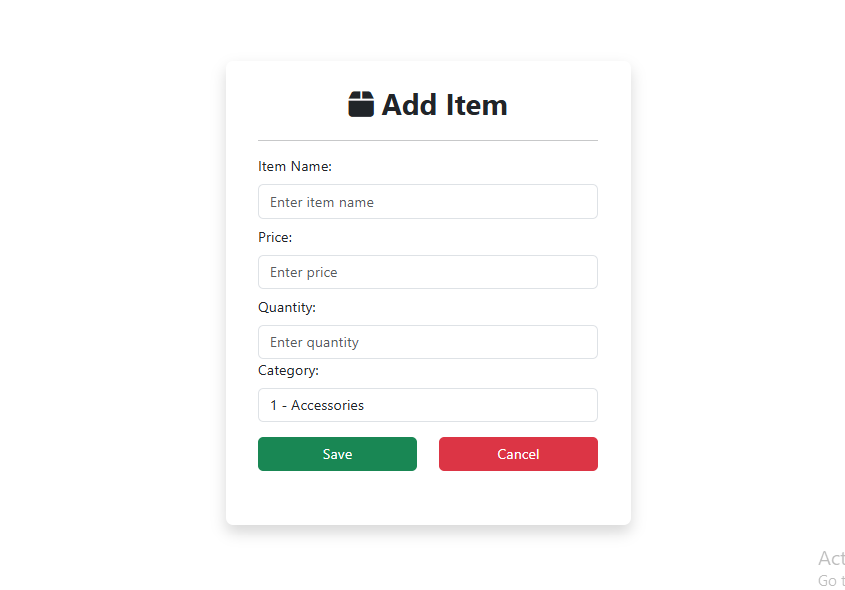 Add Item
Item Name:
Enter item name
Price:
Enter price
Quantity:
Enter quantity
Category:
1 - Accessories
Save Cancel
Act
Go t